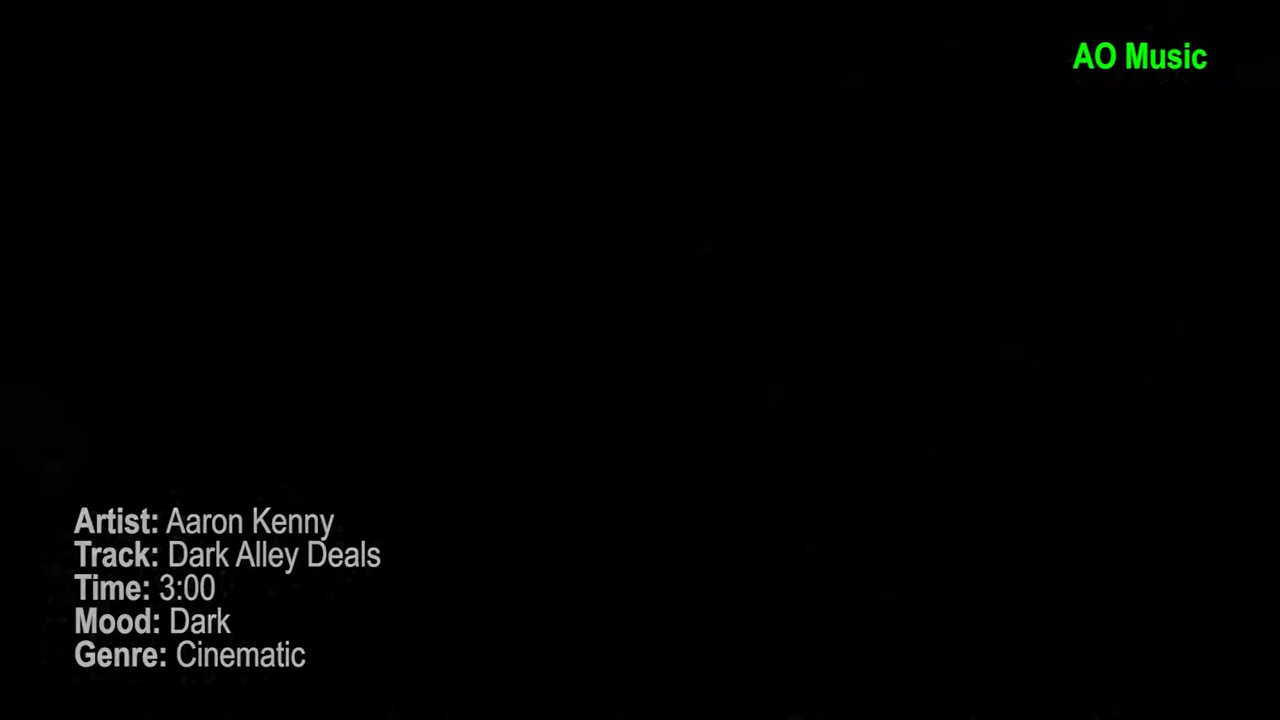 AO Music
Artist: Aaron Kenny
Track: Dark Alley Deals
Time: 3:00
Mood: Dark
Genre: Cinematic